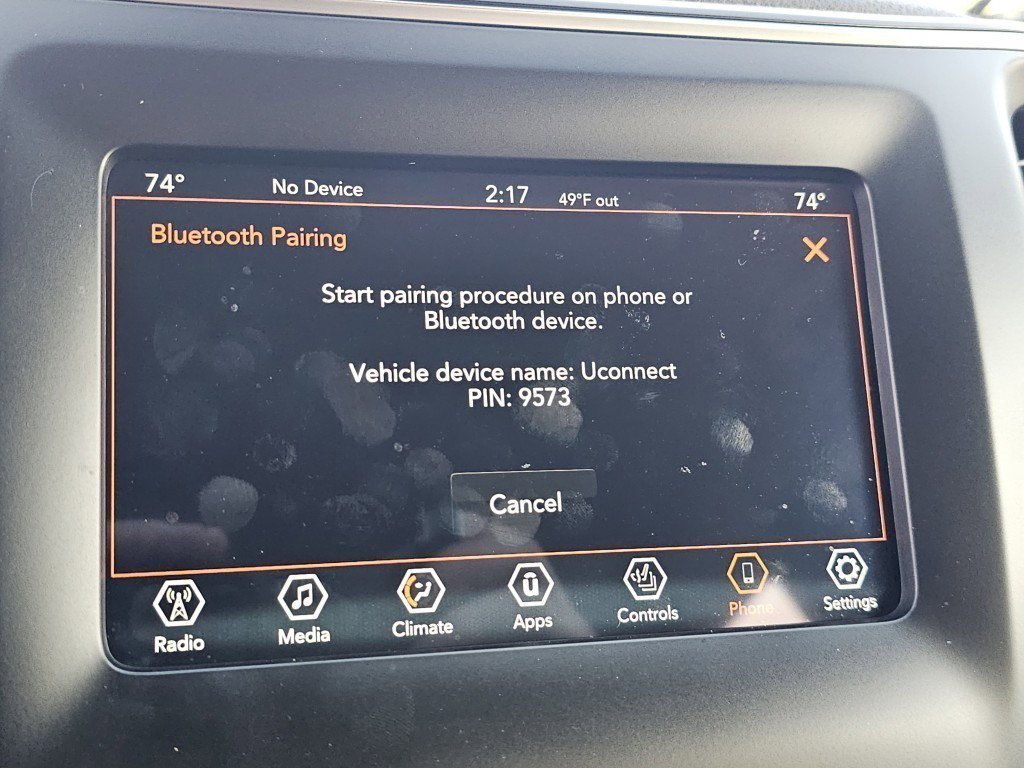 74° No Device 2:17 49°F out 74°
Bluetooth Pairing
Start pairing procedure on phone or
Bluetooth device.
Vehicle device name: Uconnect
PIN: 9573
Cancel
Radio Media Climate Apps Controls Phone Settings